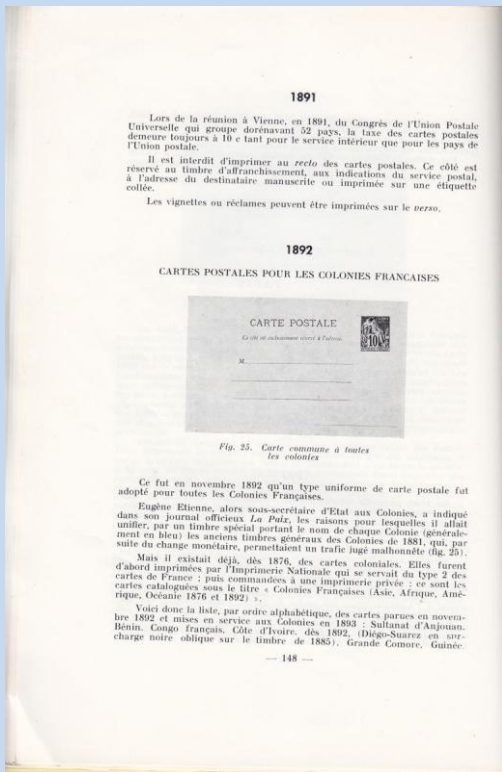 1891
Lors de la réunion à Vienne, en 1891, du Congrès de l'Union Postale
Universelle qui groupe dorénavant 52 pays, la taxe des cartes postales
demeure toujours à 10 c tant pour le service intérieur que pour les pays de
l'Union postale.
Il est interdit d'imprimer au recto des cartes postales. Ce côté est
réservé au timbre d'affranchissement, aux indications du service postal,
à l'adresse du destinataire manuscrite ou imprimée sur une étiquette
collée.
Les vignettes ou réclames peuvent être imprimées sur le verso.
1892
CARTES POSTALES POUR LES COLONIES FRANCAISES
CARTE POSTALE
Ce côté est exclusivement réservé à l'adresse.
10
M
Fig. 25. Carte commune à toutes
les colonies
Ce fut en novembre 1892 qu'un type uniforme de carte postale fut
adopté pour toutes les Colonies Françaises.
Eugène Etienne, alors sous-secrétaire d'Etat aux Colonies, a indiqué
dans son journal officieux La Paix, les raisons pour lesquelles il allait
unifier, par un timbre spécial portant le nom de chaque Colonie (générale-
ment en bleu) les anciens timbres généraux des Colonies de 1881, qui, par
suite du change monétaire, permettaient un trafic jugé malhonnête (fig. 25).
Mais il existait déjà, dès 1876, des cartes coloniales. Elles furent
d'abord imprimées par l'Imprimerie Nationale qui se servait du type 2 des
cartes de France ; puis commandées à une imprimerie privée : ce sont les
cartes cataloguées sous le titre « Colonies Françaises (Asie, Afrique, Amé-
rique, Océanie 1876 et 1892) ».
Voici donc la liste, par ordre alphabétique, des cartes parues en novem-
bre 1892 et mises en service aux Colonies en 1893 : Sultanat d'Anjouan,
Bénin, Congo français, Côte d'Ivoire, dès 1892, (Diégo-Suarez en sur-
charge noire oblique sur le timbre de 1885), Grande Comore, Guinée
— 148 —